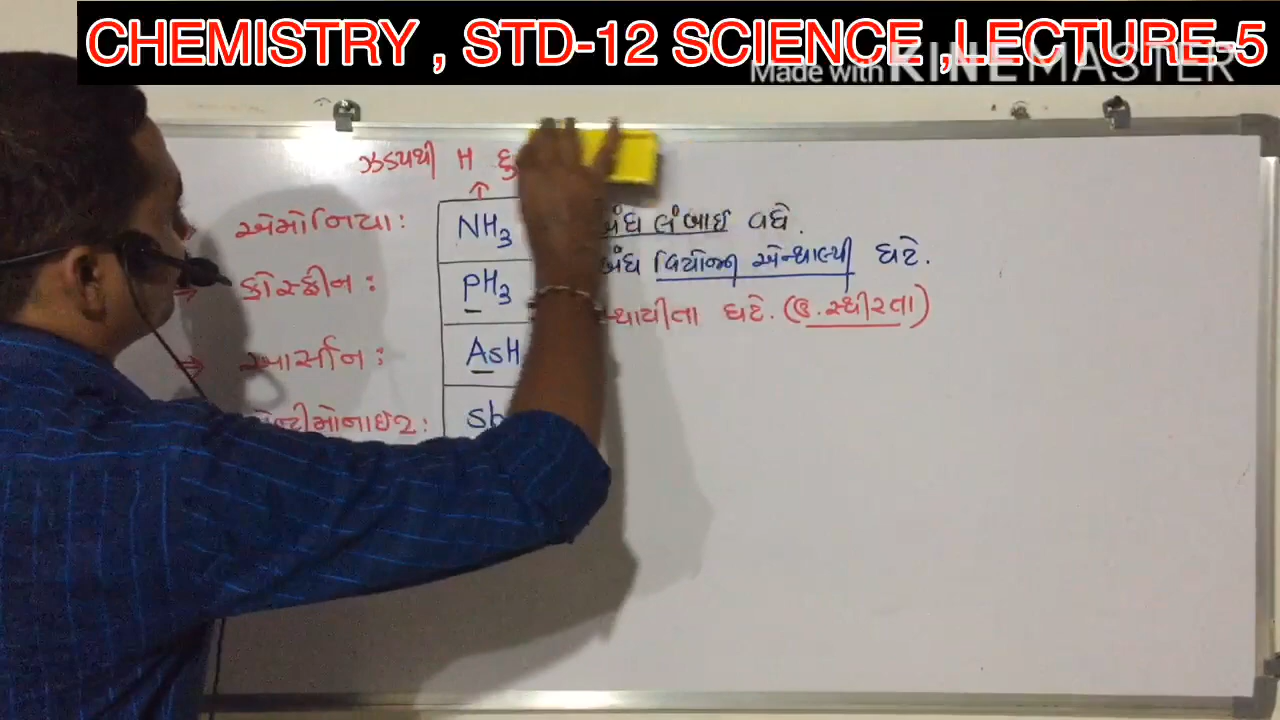 CHEMISTRY , STD-12 SCIENCE ,LECTURE-5
Made with KINEMASTER
ઝડપથી H
એમોનિયા: NH₃ બંધ લંબાઈ વધે.
બંધ વિયોજન એન્થાલ્પી ઘટે.
ફોસ્ફીન: PH₃
સ્થાયીતા ઘટે. (ઉ.સ્થીરતા)
આર્સીન: AsH
Sb